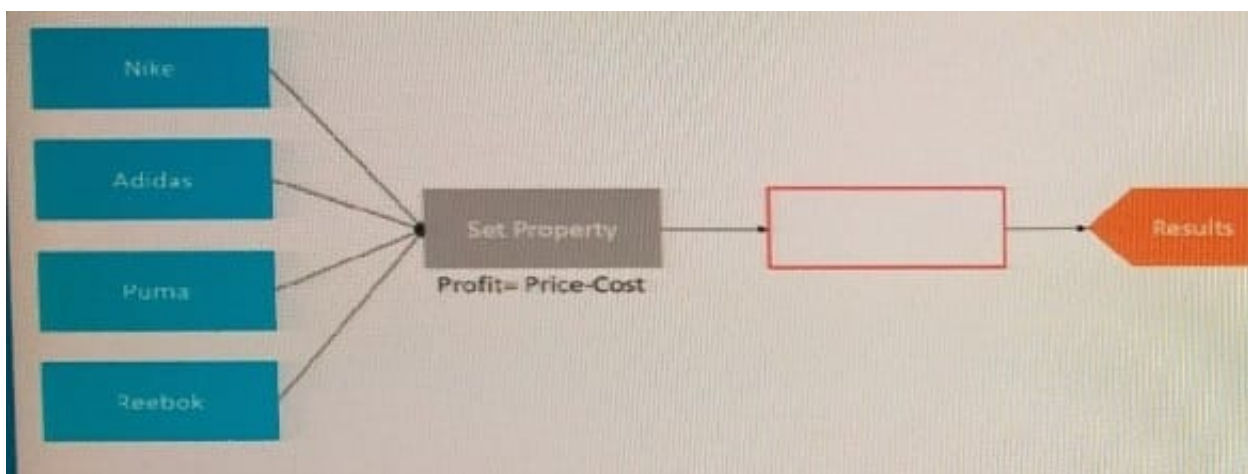 Nike
Adidas
Puma
Reebok
Set Property
Profit= Price-Cost
Results